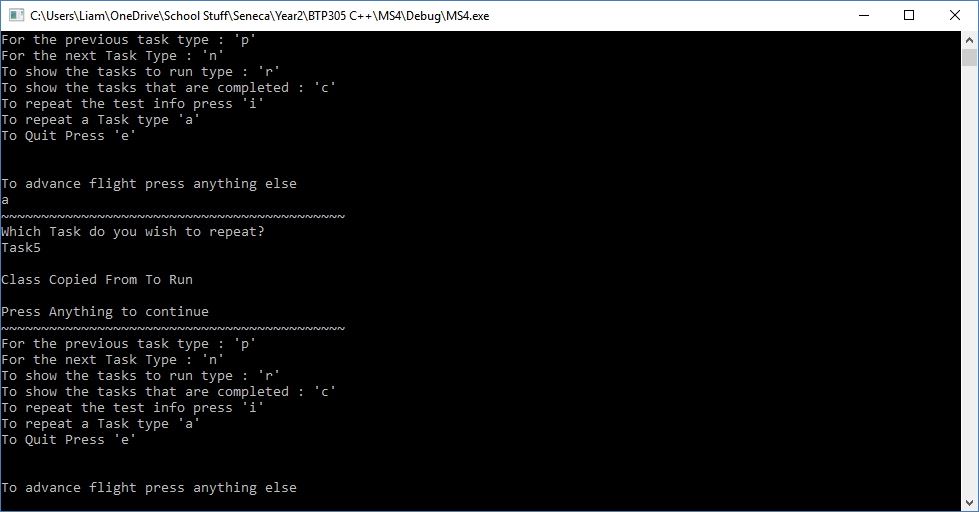 C:\Users\Liam\OneDrive\School Stuff\Seneca\Year2\BTP305 C++\MS4\Debug\MS4.exe
For the previous task type : 'p'
For the next Task Type : 'n'
To show the tasks to run type : 'r'
To show the tasks that are completed : 'c'
To repeat the test info press 'i'
To repeat a Task type 'a'
To Quit Press 'e'
To advance flight press anything else
a
~~~~~~~~~~~~~~~~~~~~~~~~~~~~~~~~~~~~~~~~~~~
Which Task do you wish to repeat?
Task5
Class Copied From To Run
Press Anything to continue
~~~~~~~~~~~~~~~~~~~~~~~~~~~~~~~~~~~~~~~~~~~
For the previous task type : 'p'
For the next Task Type : 'n'
To show the tasks to run type : 'r'
To show the tasks that are completed : 'c'
To repeat the test info press 'i'
To repeat a Task type 'a'
To Quit Press 'e'
To advance flight press anything else